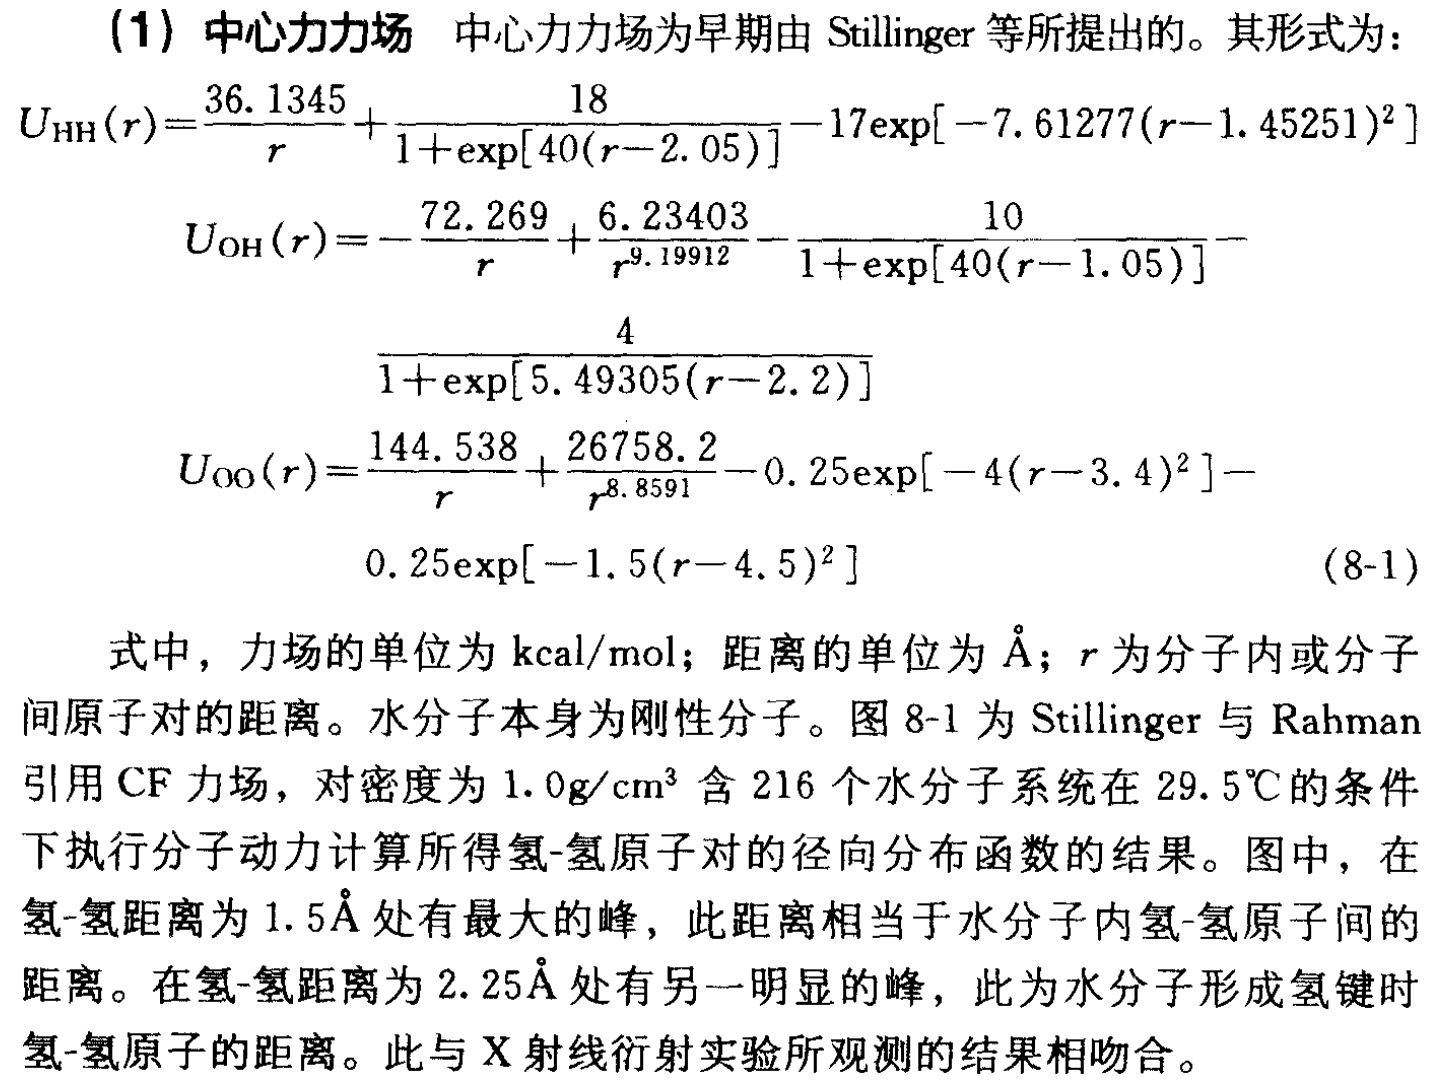 (1) 中心力力场 中心力力场为早期由 Stillinger 等所提出的。其形式为：
U_HH(r)=\frac{36.1345}{r}+\frac{18}{1+exp[40(r-2.05)]}-17exp[-7.61277(r-1.45251)^2]
U_OH(r)=-\frac{72.269}{r}+\frac{6.23403}{r^{9.19912}}-\frac{10}{1+exp[40(r-1.05)]}-
\frac{4}{1+exp[5.49305(r-2.2)]}
U_OO(r)=\frac{144.538}{r}+\frac{26758.2}{r^{8.8591}}-0.25exp[-4(r-3.4)^2]-
0.25exp[-1.5(r-4.5)^2] (8-1)
式中，力场的单位为 kcal/mol；距离的单位为 Å；r 为分子内或分子
间原子对的距离。水分子本身为刚性分子。图 8-1 为 Stillinger 与 Rahman
引用 CF 力场，对密度为 1.0g/cm³ 含 216 个水分子系统在 29.5℃的条件
下执行分子动力计算所得氢-氢原子对的径向分布函数的结果。图中，在
氢-氢距离为 1.5Å 处有最大的峰，此距离相当于水分子内氢-氢原子间的
距离。在氢-氢距离为 2.25Å 处有另一明显的峰，此为水分子形成氢键时
氢-氢原子的距离。此与 X 射线衍射实验所观测的结果相吻合。